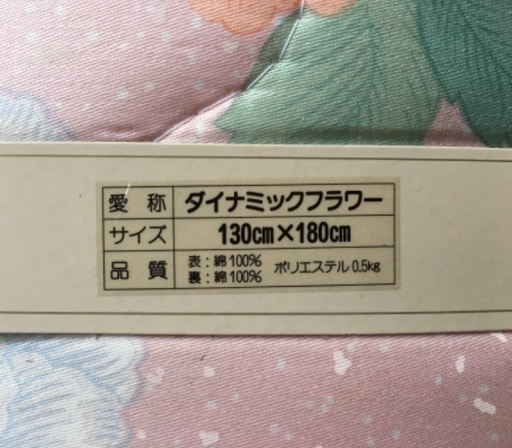 愛称 ダイナミックフラワー
サイズ 130cm×180cm
品質 表：綿100% ポリエステル0.5kg
裏：綿100%